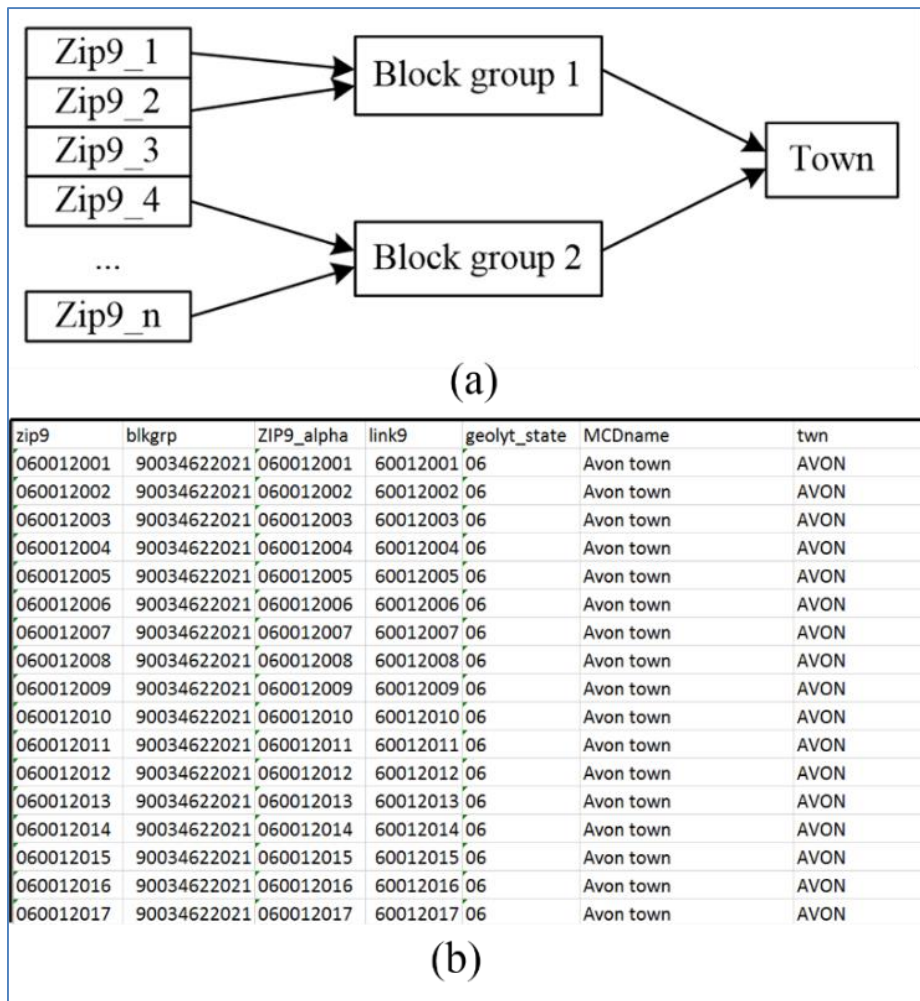 Zip9_1
Zip9_2
Zip9_3
Zip9_4
...
Zip9_n
Block group 1
Block group 2
Town
(a)
zip9 blkgrp ZIP9_alpha link9 geolyt_state MCDname twn
060012001 90034622021 060012001 60012001 06 Avon town AVON
060012002 90034622021 060012002 60012002 06 Avon town AVON
060012003 90034622021 060012003 60012003 06 Avon town AVON
060012004 90034622021 060012004 60012004 06 Avon town AVON
060012005 90034622021 060012005 60012005 06 Avon town AVON
060012006 90034622021 060012006 60012006 06 Avon town AVON
060012007 90034622021 060012007 60012007 06 Avon town AVON
060012008 90034622021 060012008 60012008 06 Avon town AVON
060012009 90034622021 060012009 60012009 06 Avon town AVON
060012010 90034622021 060012010 60012010 06 Avon town AVON
060012011 90034622021 060012011 60012011 06 Avon town AVON
060012012 90034622021 060012012 60012012 06 Avon town AVON
060012013 90034622021 060012013 60012013 06 Avon town AVON
060012014 90034622021 060012014 60012014 06 Avon town AVON
060012015 90034622021 060012015 60012015 06 Avon town AVON
060012016 90034622021 060012016 60012016 06 Avon town AVON
060012017 90034622021 060012017 60012017 06 Avon town AVON
(b)